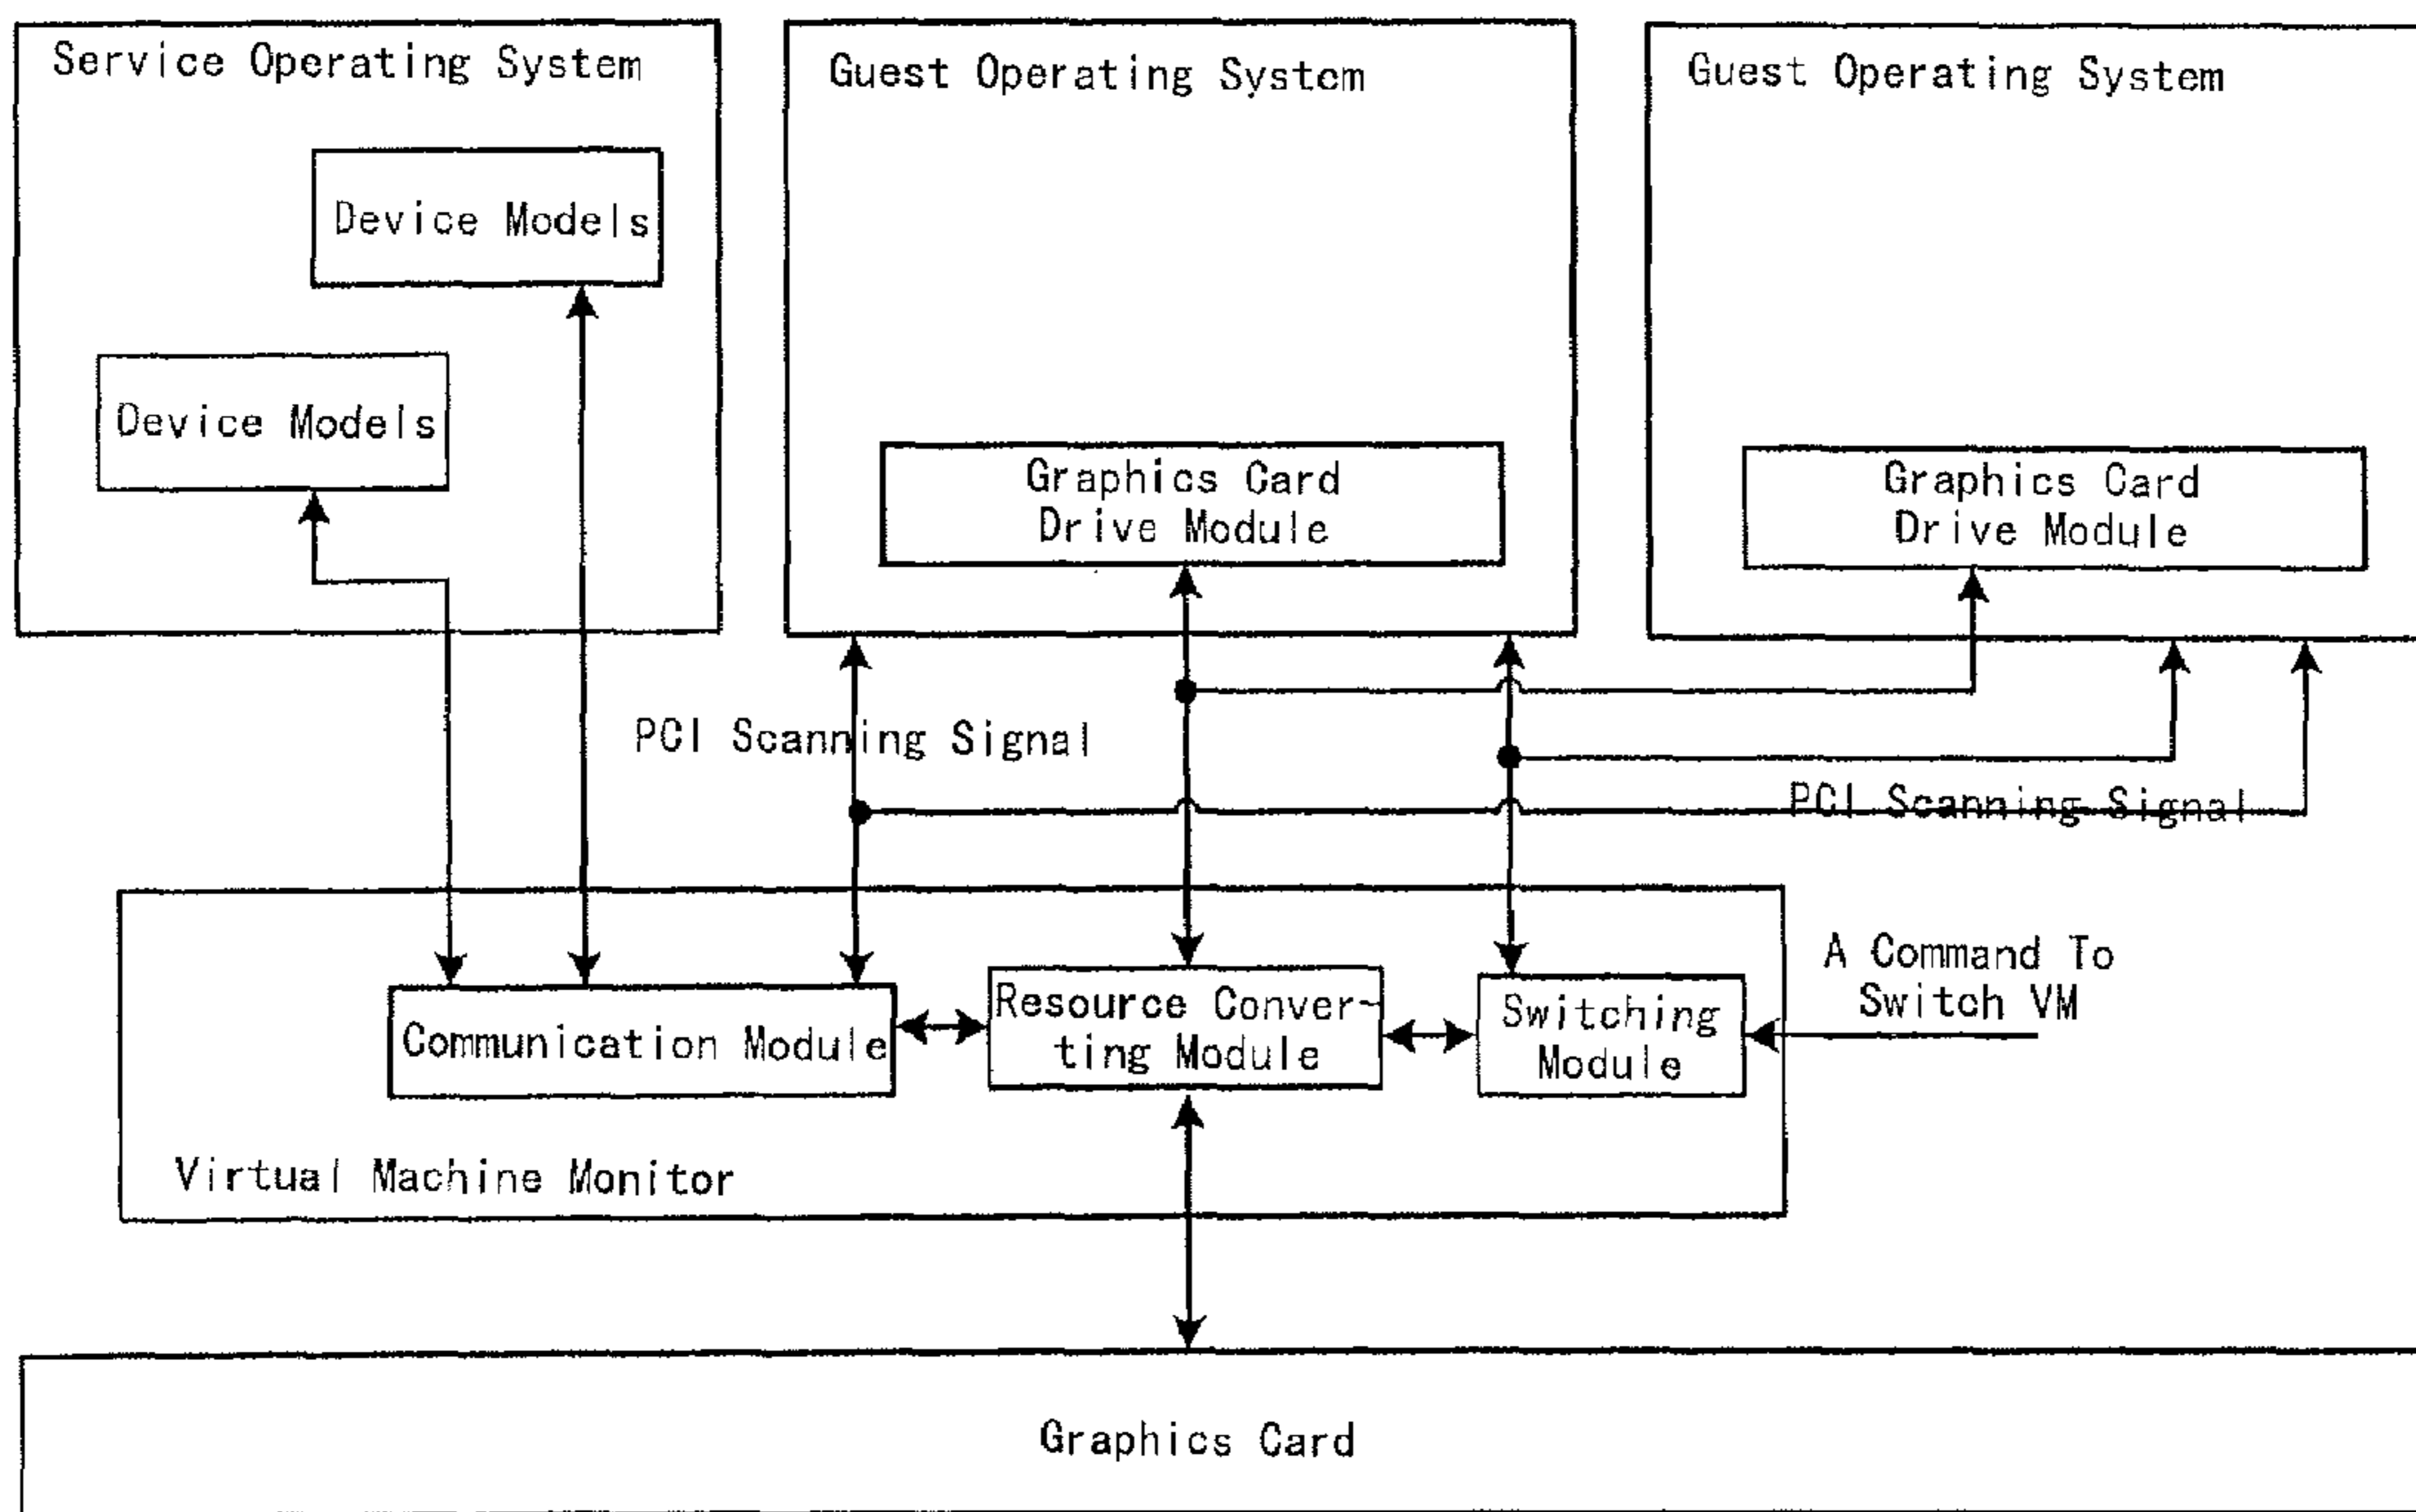 Service Operating System
Guest Operating System
Guest Operating System
Device Models
Device Models
Graphics Card
Drive Module
Graphics Card
Drive Module
PCI Scanning Signal
PCI Scanning Signal
A Command To
Switch VM
Communication Module
Resource Conver-
ting Module
Switching
Module
Virtual Machine Monitor
Graphics Card